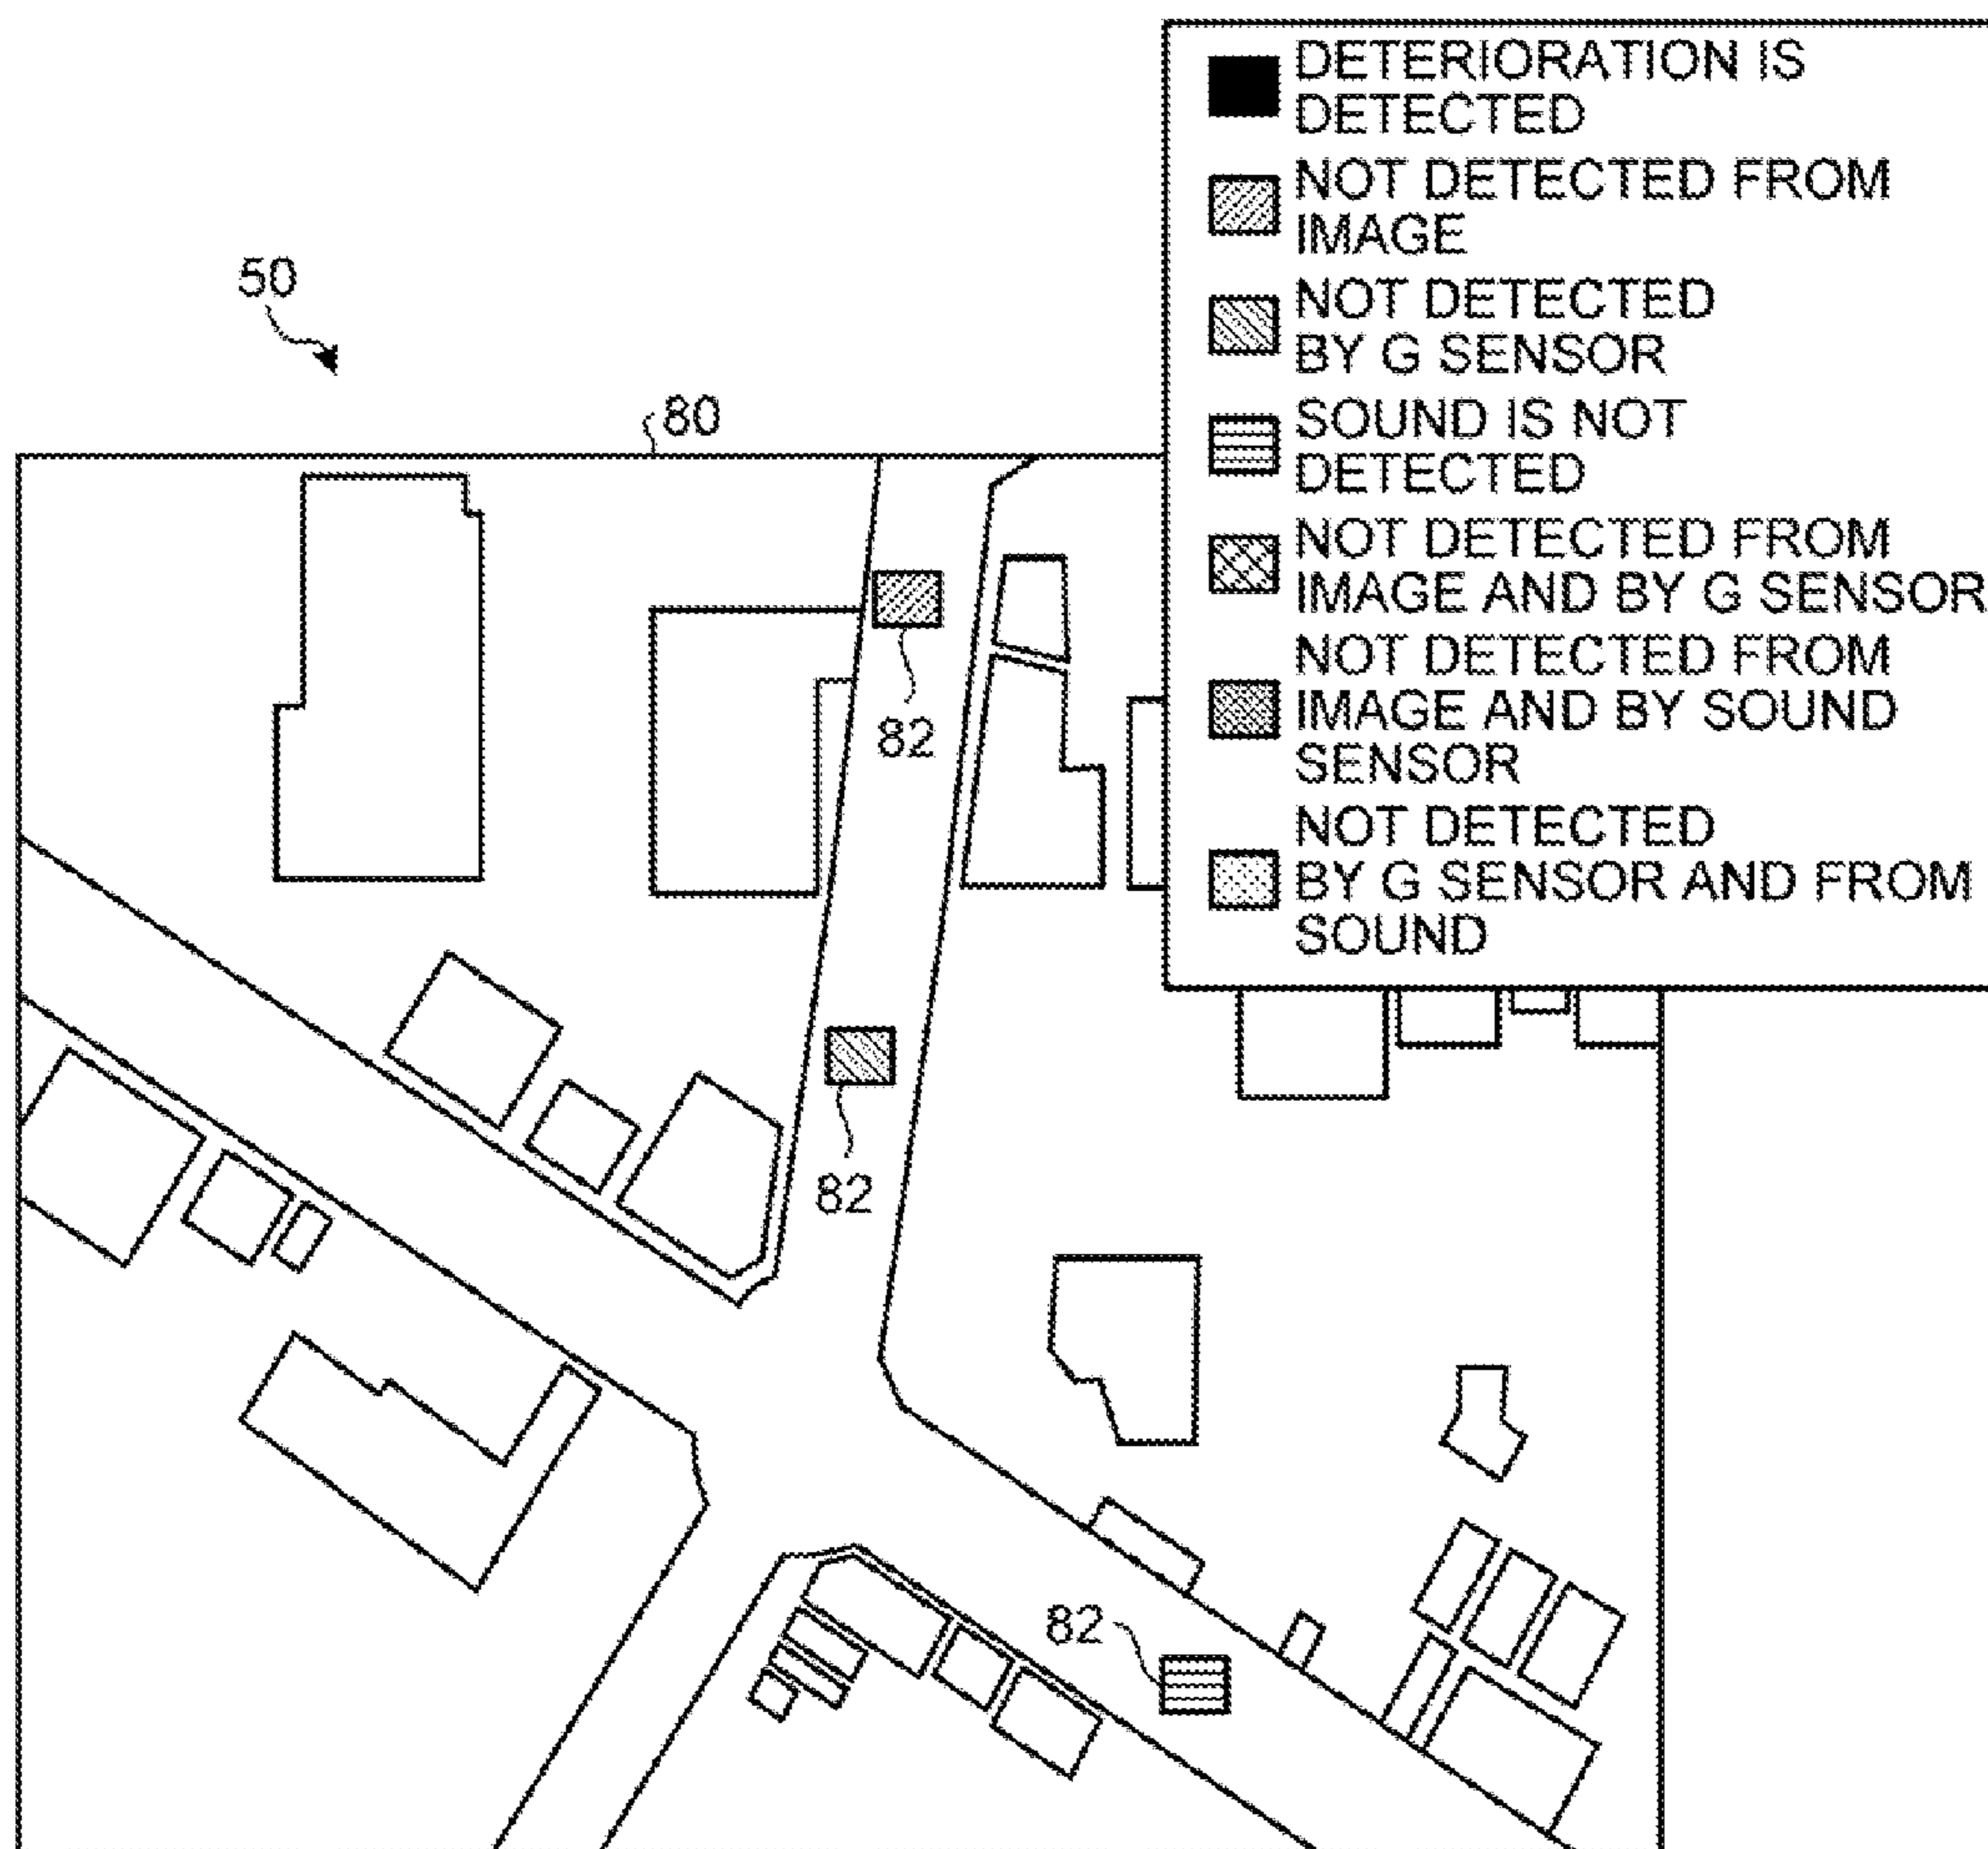 DETERIORATION IS
DETECTED
NOT DETECTED FROM
IMAGE
NOT DETECTED
BY G SENSOR
SOUND IS NOT
DETECTED
NOT DETECTED FROM
IMAGE AND BY G SENSOR
NOT DETECTED FROM
IMAGE AND BY SOUND
SENSOR
NOT DETECTED
BY G SENSOR AND FROM
SOUND
50
80
82
82
82